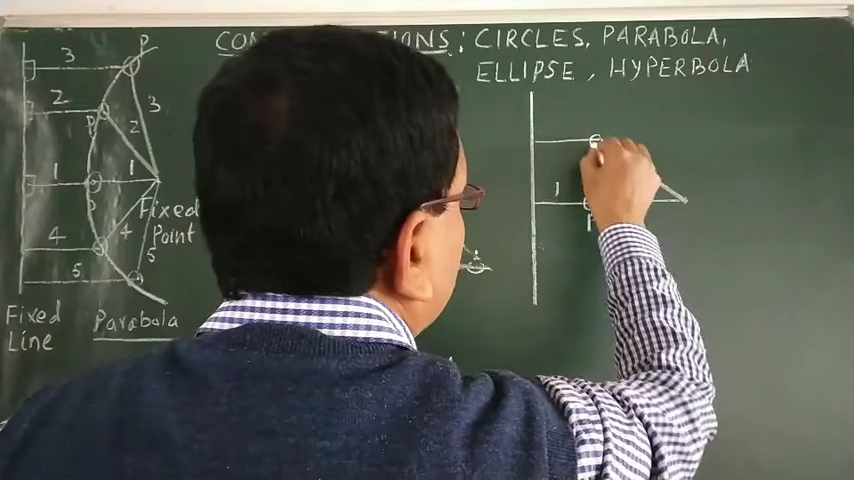 : CIRCLES, PARABOLA,
ELLIPSE, HYPERBOLA
3
P
3
2
P
2
1
1
P
Fixed
Point
4
4
5
5
Fixed
Line
Parabola
1
P